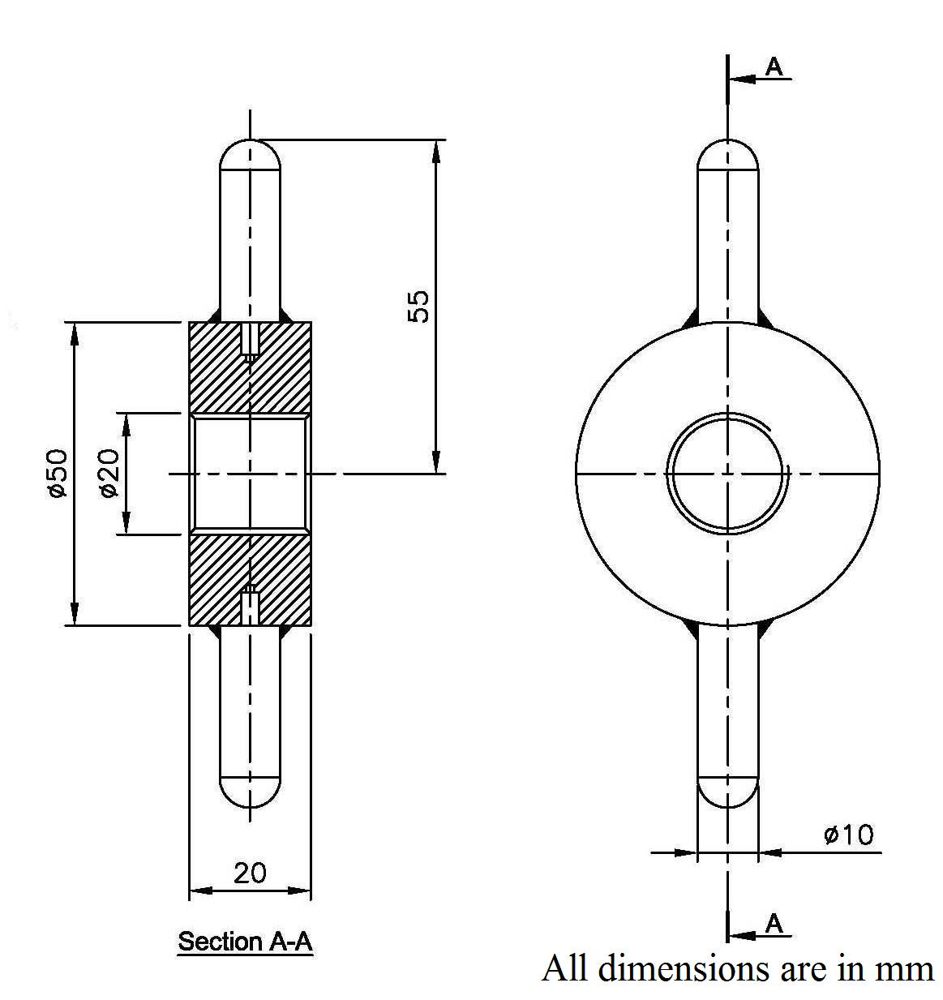 A
55
ø50
ø20
ø10
20
A
Section A-A
All dimensions are in mm